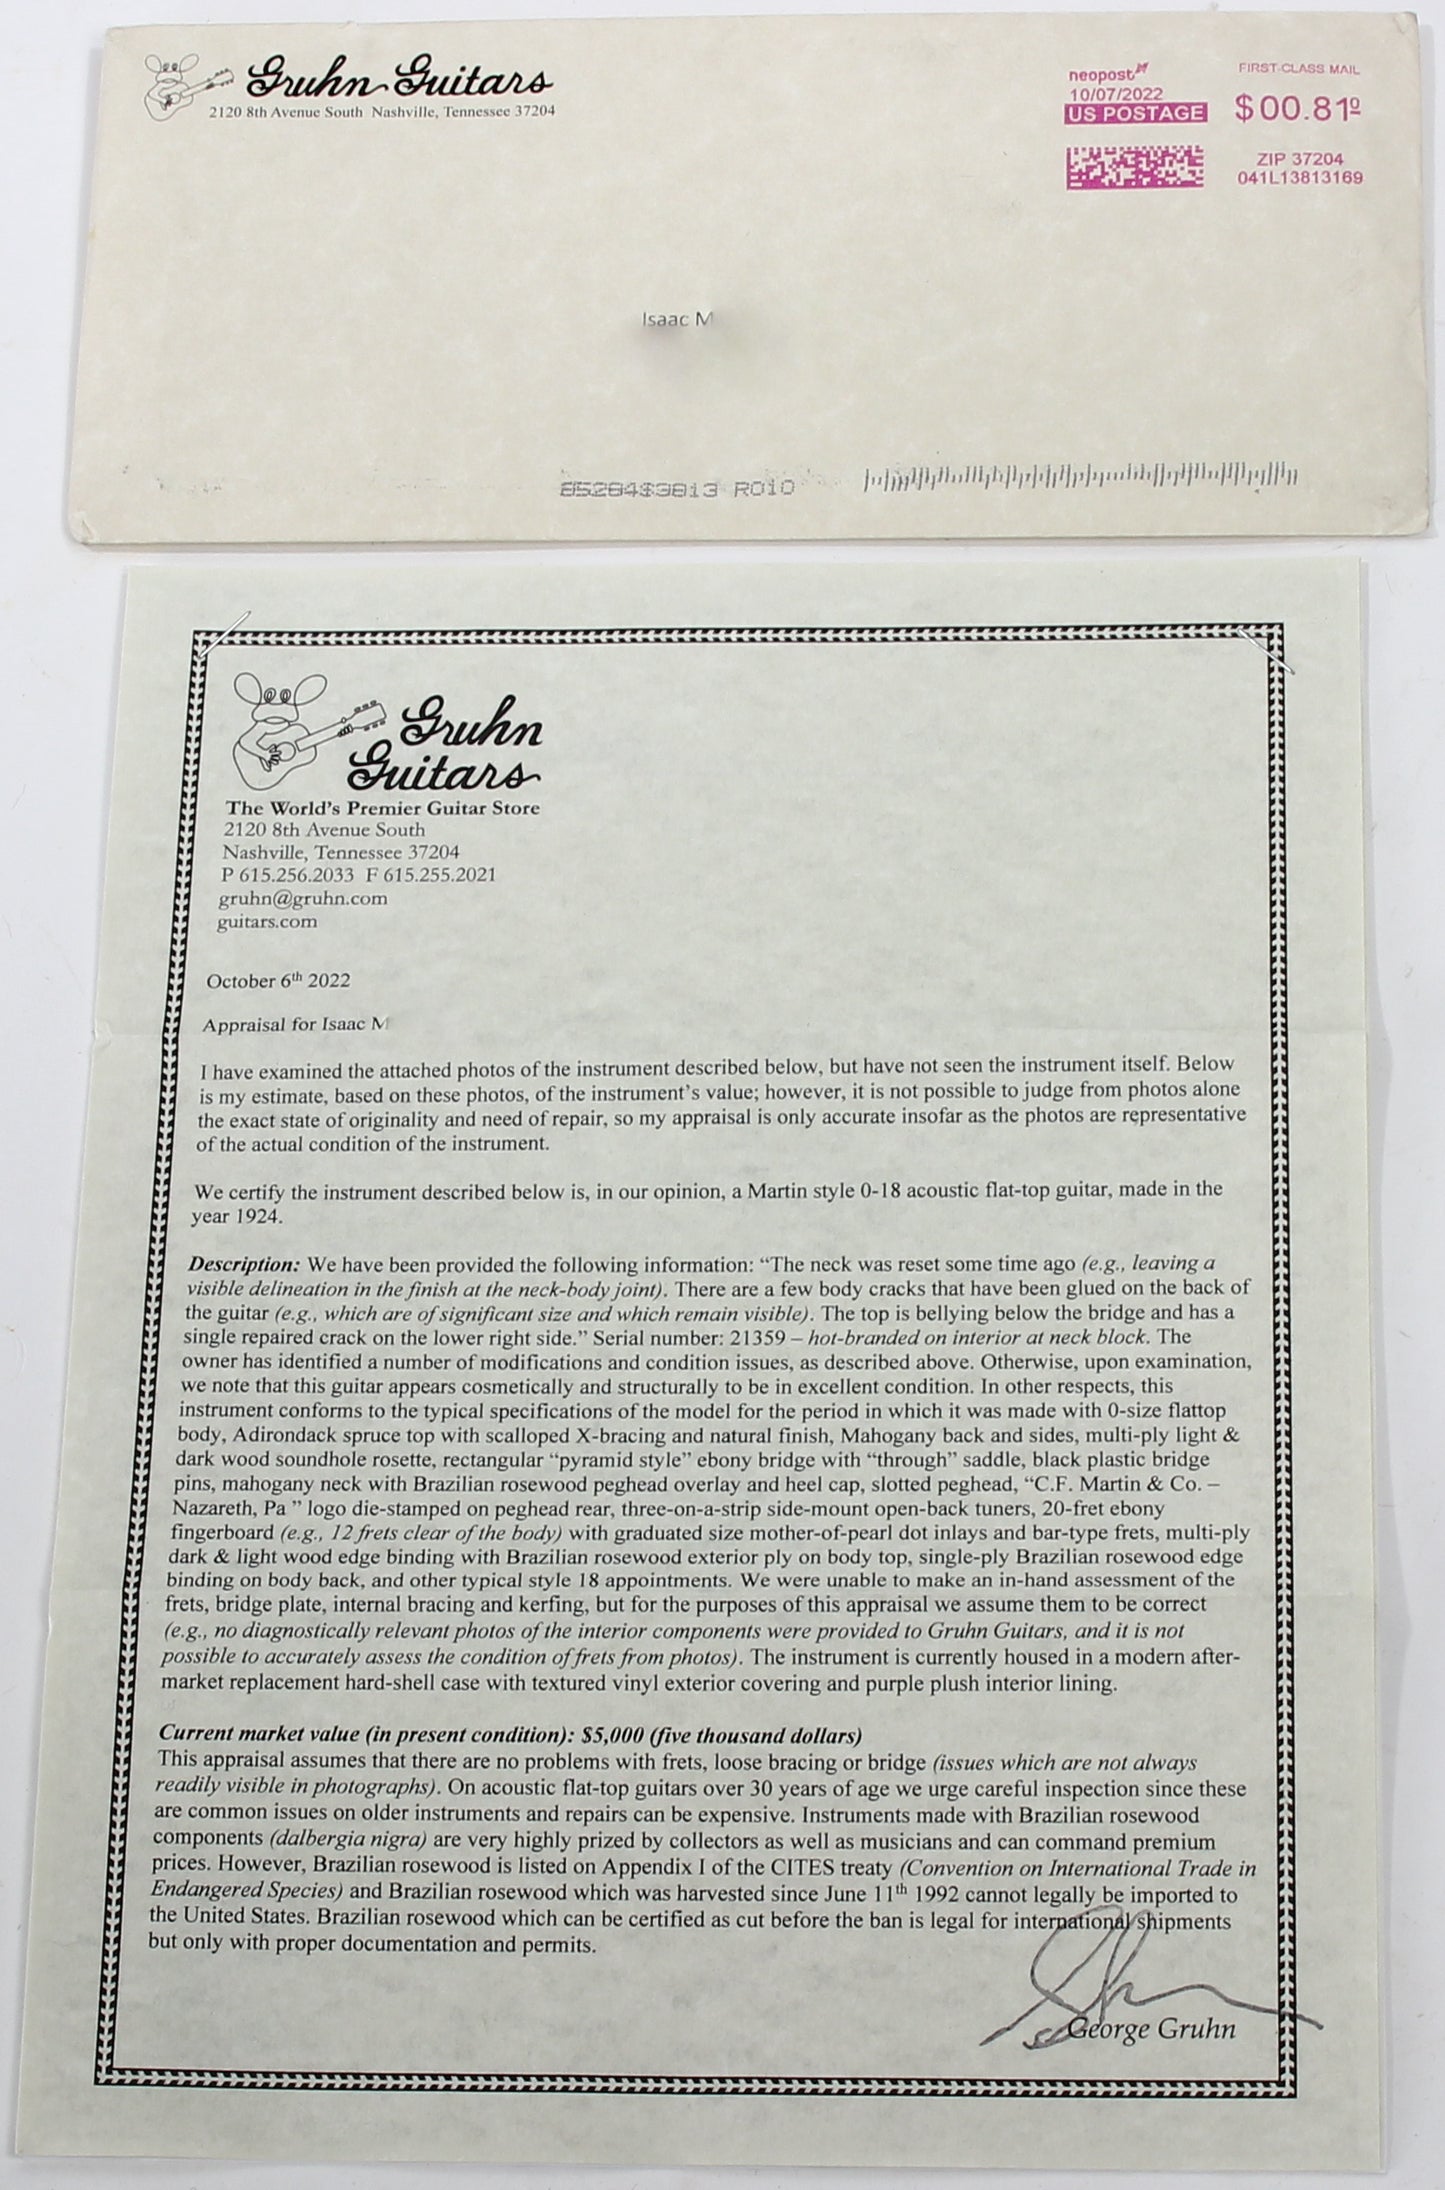 Gruhn Guitars
2120 8th Avenue South Nashville, Tennessee 37204
neopost
10/07/2022
US POSTAGE
FIRST-CLASS MAIL
$00.81⁰
ZIP 37204
041L13813169
Isaac M
85284$3813 R010
Gruhn
Guitars
The World's Premier Guitar Store
2120 8th Avenue South
Nashville, Tennessee 37204
P 615.256.2033 F 615.255.2021
gruhn@gruhn.com
guitars.com
October 6th 2022
Appraisal for Isaac M
I have examined the attached photos of the instrument described below, but have not seen the instrument itself. Below
is my estimate, based on these photos, of the instrument's value; however, it is not possible to judge from photos alone
the exact state of originality and need of repair, so my appraisal is only accurate insofar as the photos are representative
of the actual condition of the instrument.
We certify the instrument described below is, in our opinion, a Martin style 0-18 acoustic flat-top guitar, made in the
year 1924.
Description: We have been provided the following information: “The neck was reset some time ago (e.g., leaving a
visible delineation in the finish at the neck-body joint). There are a few body cracks that have been glued on the back of
the guitar (e.g., which are of significant size and which remain visible). The top is bellying below the bridge and has a
single repaired crack on the lower right side.” Serial number: 21359 – hot-branded on interior at neck block. The
owner has identified a number of modifications and condition issues, as described above. Otherwise, upon examination,
we note that this guitar appears cosmetically and structurally to be in excellent condition. In other respects, this
instrument conforms to the typical specifications of the model for the period in which it was made with 0-size flattop
body, Adirondack spruce top with scalloped X-bracing and natural finish, Mahogany back and sides, multi-ply light &
dark wood soundhole rosette, rectangular “pyramid style” ebony bridge with “through” saddle, black plastic bridge
pins, mahogany neck with Brazilian rosewood peghead overlay and heel cap, slotted peghead, “C.F. Martin & Co. –
Nazareth, Pa ” logo die-stamped on peghead rear, three-on-a-strip side-mount open-back tuners, 20-fret ebony
fingerboard (e.g., 12 frets clear of the body) with graduated size mother-of-pearl dot inlays and bar-type frets, multi-ply
dark & light wood edge binding with Brazilian rosewood exterior ply on body top, single-ply Brazilian rosewood edge
binding on body back, and other typical style 18 appointments. We were unable to make an in-hand assessment of the
frets, bridge plate, internal bracing and kerfing, but for the purposes of this appraisal we assume them to be correct
(e.g., no diagnostically relevant photos of the interior components were provided to Gruhn Guitars, and it is not
possible to accurately assess the condition of frets from photos). The instrument is currently housed in a modern after-
market replacement hard-shell case with textured vinyl exterior covering and purple plush interior lining.
Current market value (in present condition): $5,000 (five thousand dollars)
This appraisal assumes that there are no problems with frets, loose bracing or bridge (issues which are not always
readily visible in photographs). On acoustic flat-top guitars over 30 years of age we urge careful inspection since these
are common issues on older instruments and repairs can be expensive. Instruments made with Brazilian rosewood
components (dalbergia nigra) are very highly prized by collectors as well as musicians and can command premium
prices. However, Brazilian rosewood is listed on Appendix I of the CITES treaty (Convention on International Trade in
Endangered Species) and Brazilian rosewood which was harvested since June 11th 1992 cannot legally be imported to
the United States. Brazilian rosewood which can be certified as cut before the ban is legal for international shipments
but only with proper documentation and permits.
George Gruhn